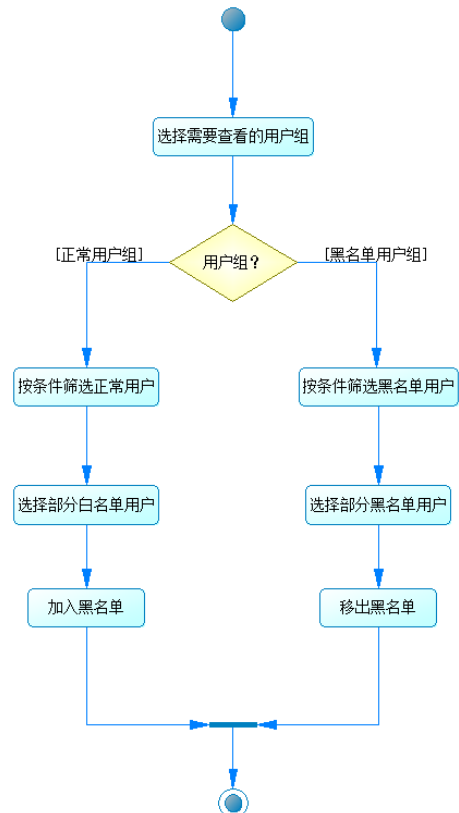 选择需要查看的用户组
用户组？
[正常用户组]
[黑名单用户组]
按条件筛选正常用户
按条件筛选黑名单用户
选择部分白名单用户
选择部分黑名单用户
加入黑名单
移出黑名单